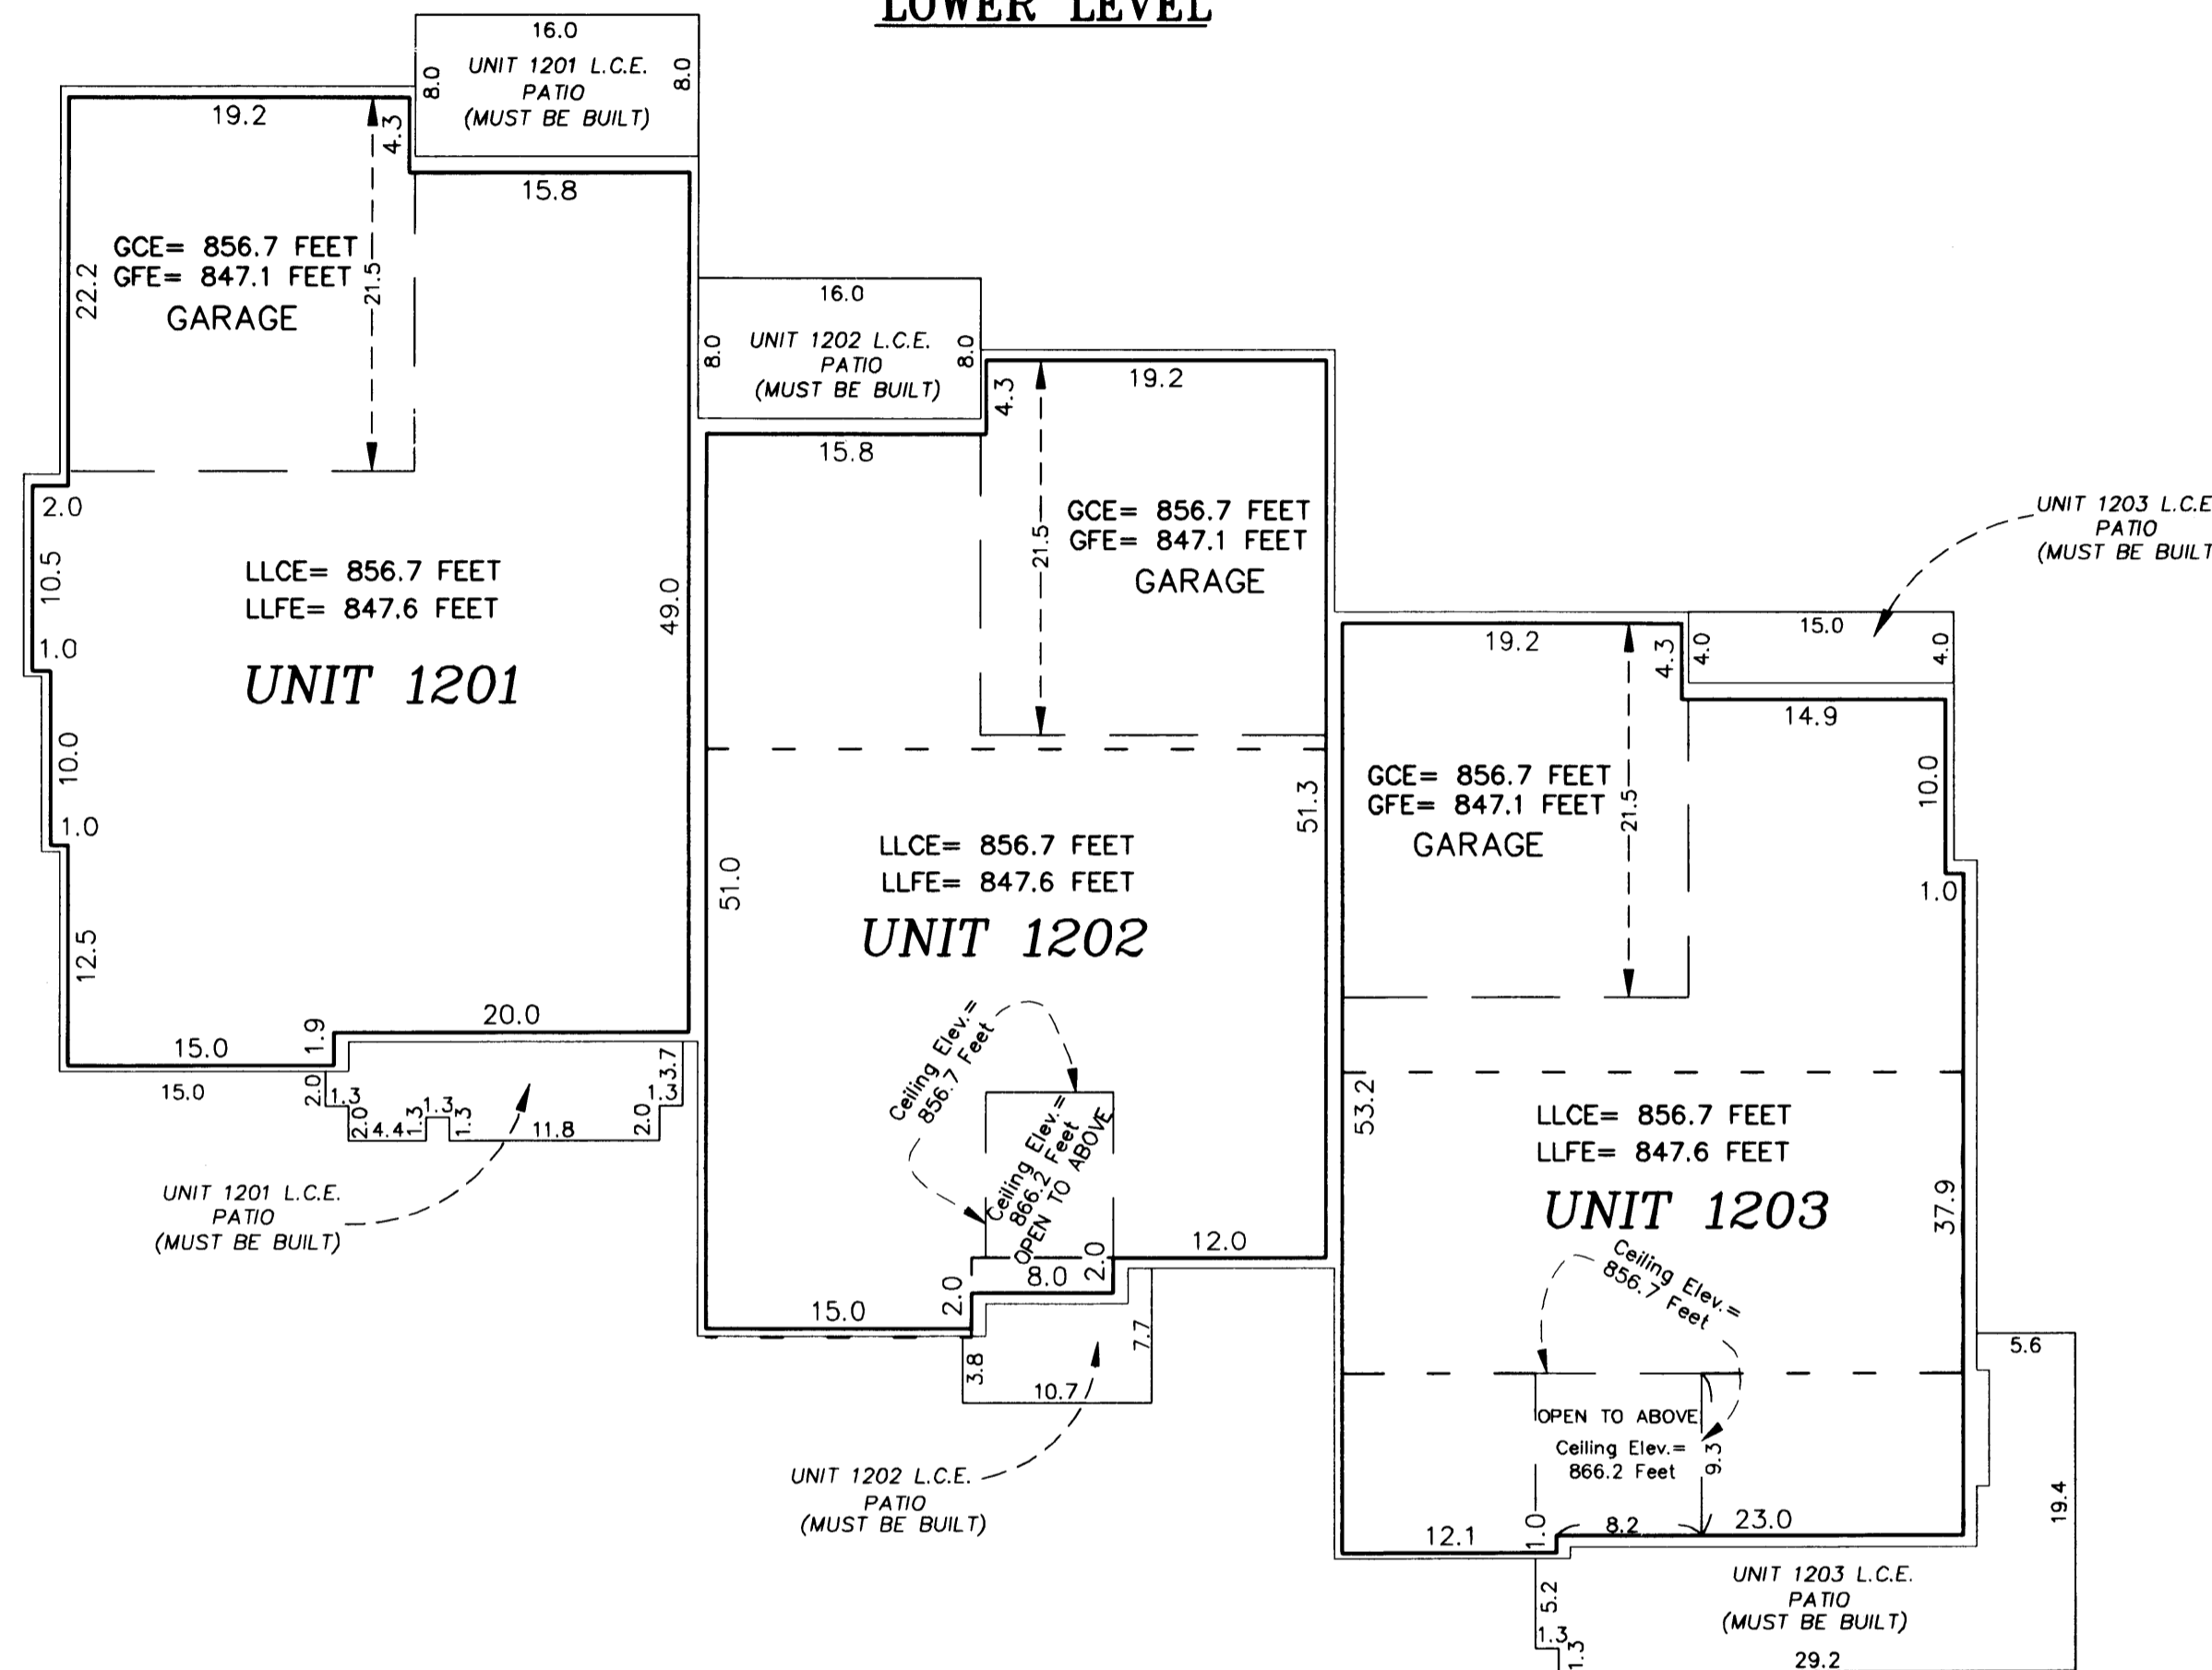 LOWER LEVEL
16.0
8.0
UNIT 1201 L.C.E.
PATIO
(MUST BE BUILT)
8.0
19.2
4.3
15.8
GCE= 856.7 FEET
GFE= 847.1 FEET
GARAGE
22.2
21.5
2.0
10.5
1.0
10.0
1.0
12.5
LLCE= 856.7 FEET
LLFE= 847.6 FEET
UNIT 1201
49.0
20.0
1.9
15.0
15.0
2.0
1.3
2.0
4.4
1.3
1.3
1.3
11.8
2.0
1.3
3.7
UNIT 1201 L.C.E.
PATIO
(MUST BE BUILT)
16.0
8.0
UNIT 1202 L.C.E.
PATIO
(MUST BE BUILT)
8.0
4.3
19.2
15.8
21.5
GCE= 856.7 FEET
GFE= 847.1 FEET
GARAGE
51.3
51.0
LLCE= 856.7 FEET
LLFE= 847.6 FEET
UNIT 1202
Ceiling Elev.=
856.7 Feet
Ceiling Elev.=
866.2 Feet
OPEN TO ABOVE
12.0
2.0
8.0
2.0
15.0
3.8
10.7
7.7
UNIT 1202 L.C.E.
PATIO
(MUST BE BUILT)
UNIT 1203 L.C.E
PATIO
(MUST BE BUILT
15.0
4.0
4.0
19.2
4.3
14.9
10.0
1.0
GCE= 856.7 FEET
GFE= 847.1 FEET
GARAGE
21.5
53.2
LLCE= 856.7 FEET
LLFE= 847.6 FEET
UNIT 1203
37.9
Ceiling Elev.=
856.7 Feet
OPEN TO ABOVE
Ceiling Elev.=
866.2 Feet
9.3
12.1
1.0
8.2
23.0
5.6
19.4
5.2
1.3
1.3
UNIT 1203 L.C.E.
PATIO
(MUST BE BUILT)
29.2